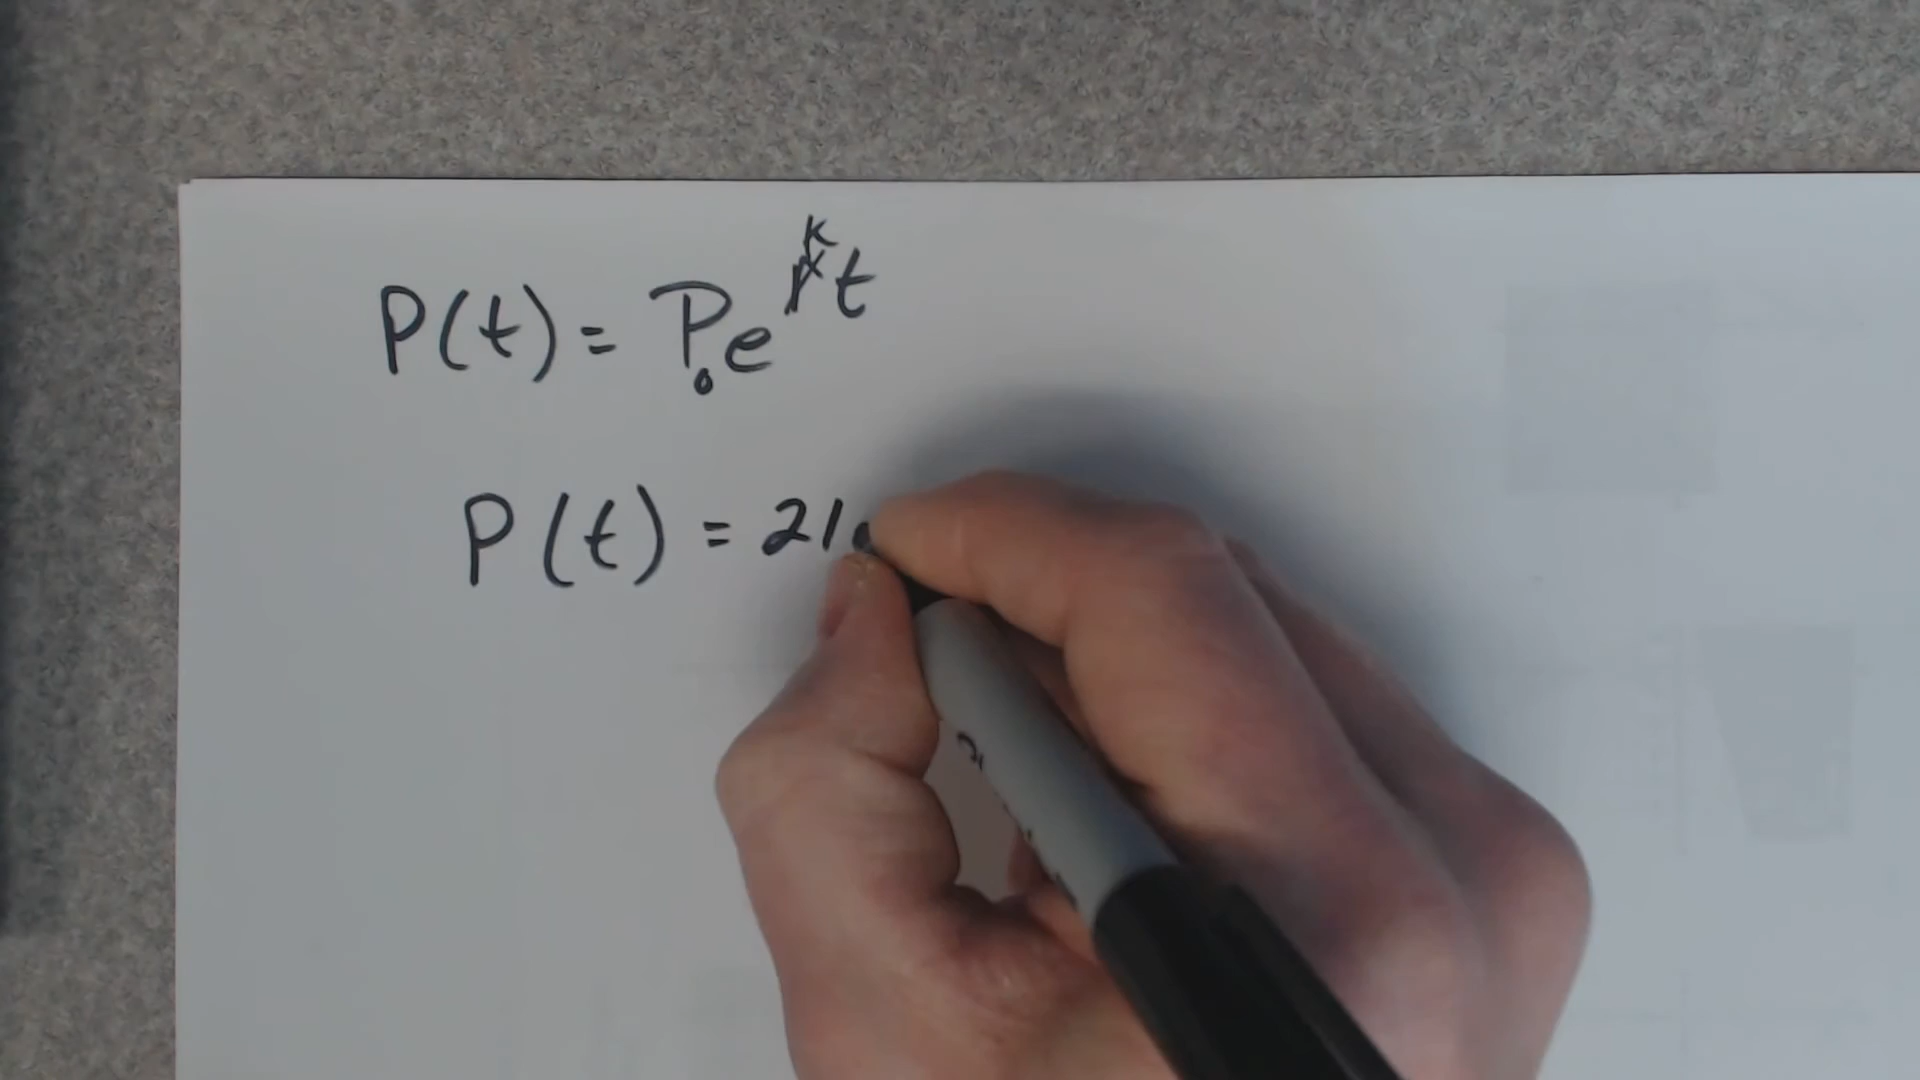 P(t) = P₀e^kt
P(t) = 21